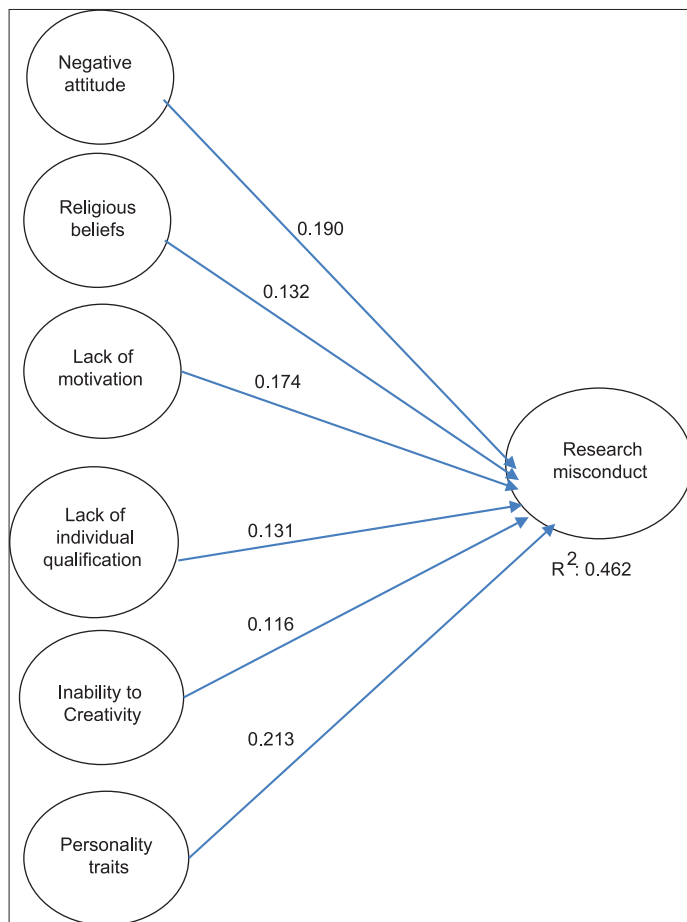 Negative
attitude
0.190
Religious
beliefs
0.132
Lack of
motivation
0.174
Lack of
individual
qualification
0.131
Inability to
Creativity
0.116
Personality
traits
0.213
Research
misconduct
R²: 0.462